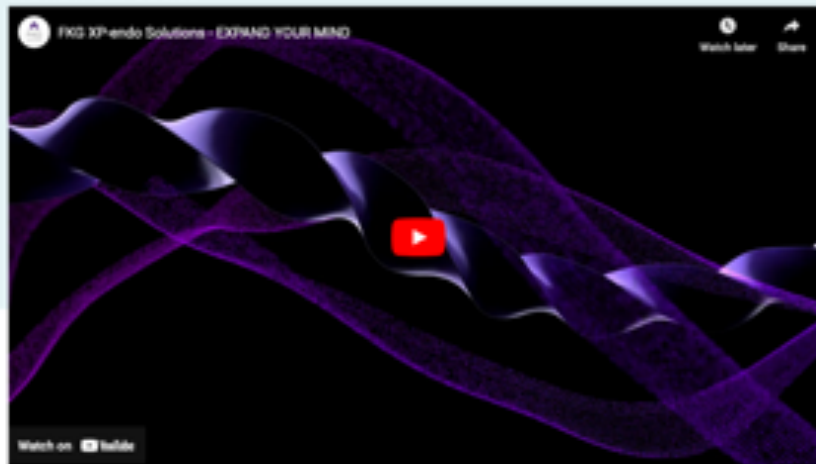 FKG XP-endo Solutions - EXPAND YOUR MIND
Watch later
Share
Watch on YouTube